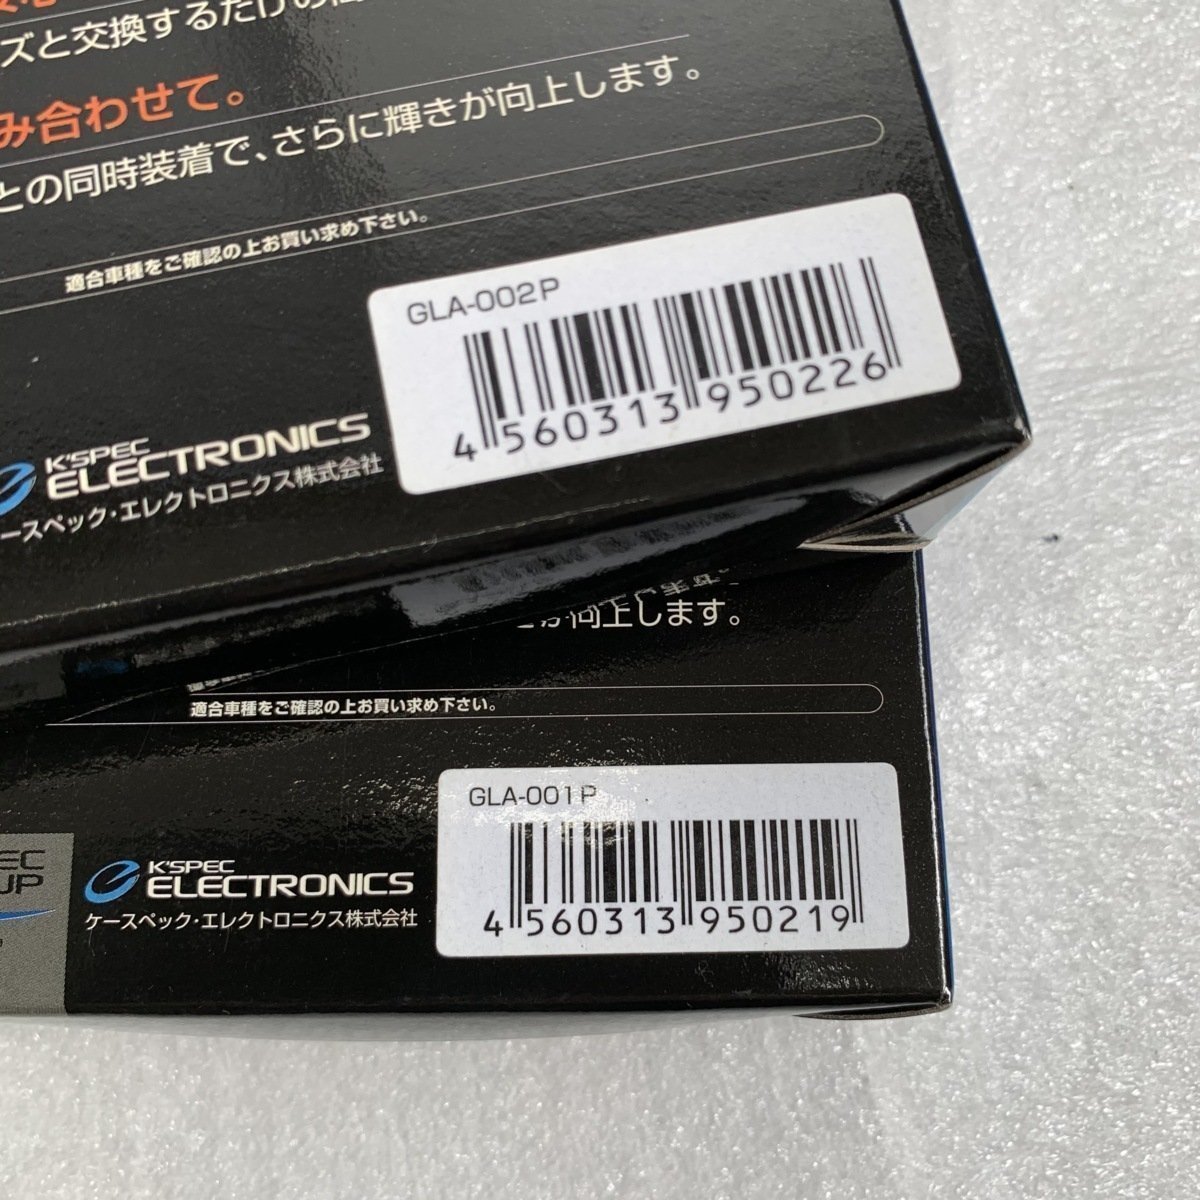 ズと交換するだけの
み合わせて。
との同時装着で、さらに輝きが向上します。
適合車種をご確認の上お買い求め下さい。
GLA-002P
4 560313 950226
K'SPEC
ELECTRONICS
ケースペック・エレクトロニクス株式会社
が向上します。
適合車種をご確認の上お買い求め下さい。
GLA-001P
4 560313 950219
K'SPEC
ELECTRONICS
ケースペック・エレクトロニクス株式会社
EC
UP